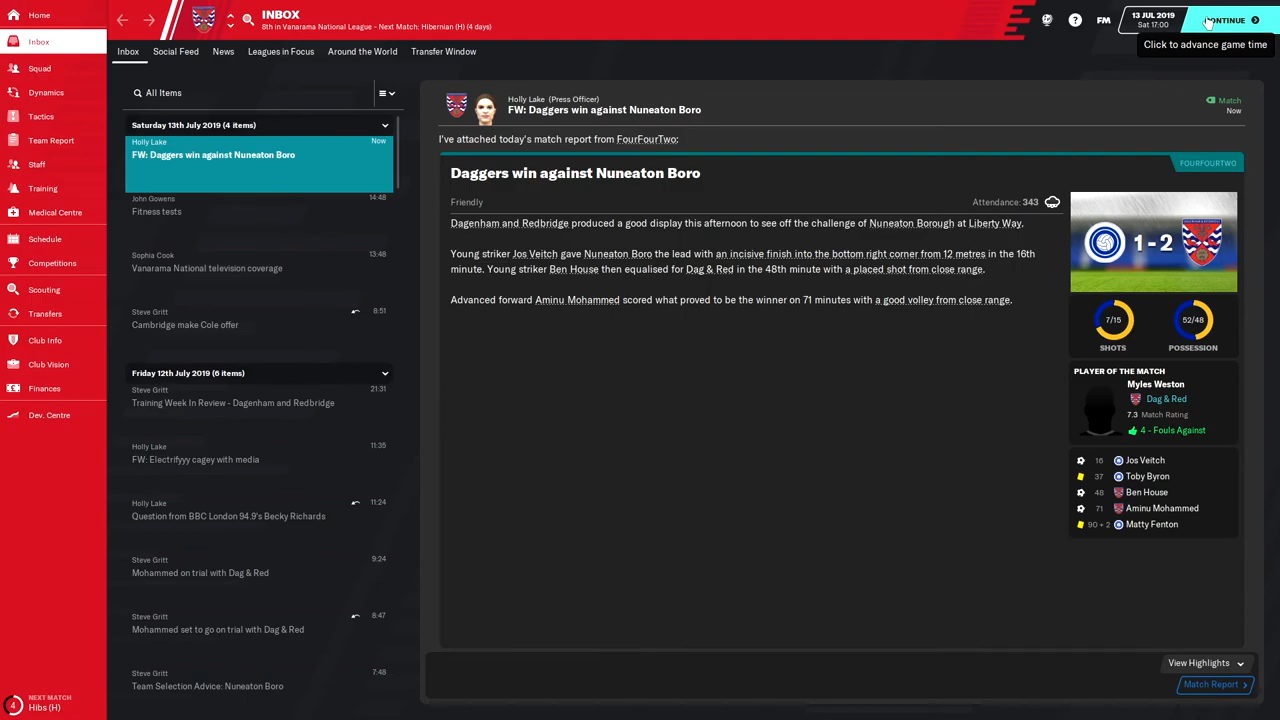 Home
INBOX
8th in Vanarama National League - Next Match: Hibernian (H) (4 days)
?
FM
13 JUL 2019
Sat 17:00
CONTINUE
Click to advance game time
Inbox
Squad
Dynamics
Tactics
Team Report
Staff
Training
Medical Centre
Schedule
Competitions
Scouting
Transfers
Club Info
Club Vision
Finances
Dev. Centre
4
NEXT MATCH
Hibs (H)
Inbox
Social Feed
News
Leagues in Focus
Around the World
Transfer Window
All Items
Saturday 13th July 2019 (4 items)
Holly Lake
Now
FW: Daggers win against Nuneaton Boro
John Gowens
14:48
Fitness tests
Sophia Cook
13:48
Vanarama National television coverage
Steve Gritt
8:51
Cambridge make Cole offer
Friday 12th July 2019 (6 items)
Steve Gritt
21:31
Training Week In Review - Dagenham and Redbridge
Holly Lake
11:35
FW: Electrifyyy cagey with media
Holly Lake
11:24
Question from BBC London 94.9's Becky Richards
Steve Gritt
9:24
Mohammed on trial with Dag & Red
Steve Gritt
8:47
Mohammed set to go on trial with Dag & Red
Steve Gritt
7:48
Team Selection Advice: Nuneaton Boro
Holly Lake (Press Officer)
FW: Daggers win against Nuneaton Boro
Match
Now
I've attached today's match report from FourFourTwo:
FOURFOURTWO
Daggers win against Nuneaton Boro
Friendly
Attendance: 343
Dagenham and Redbridge produced a good display this afternoon to see off the challenge of Nuneaton Borough at Liberty Way.
Young striker Jos Veitch gave Nuneaton Boro the lead with an incisive finish into the bottom right corner from 12 metres in the 16th
minute. Young striker Ben House then equalised for Dag & Red in the 48th minute with a placed shot from close range.
Advanced forward Aminu Mohammed scored what proved to be the winner on 71 minutes with a good volley from close range.
1 - 2
7/15
SHOTS
52/48
POSSESSION
PLAYER OF THE MATCH
Myles Weston
Dag & Red
7.3 Match Rating
4 - Fouls Against
16 Jos Veitch
37 Toby Byron
48 Ben House
71 Aminu Mohammed
90 + 2 Matty Fenton
View Highlights
Match Report